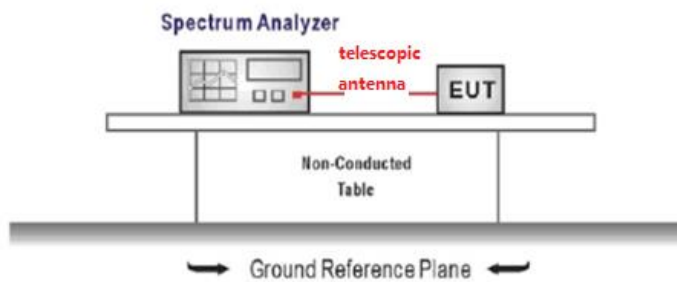 Spectrum Analyzer
telescopic
antenna
EUT
Non-Conducted
Table
Ground Reference Plane